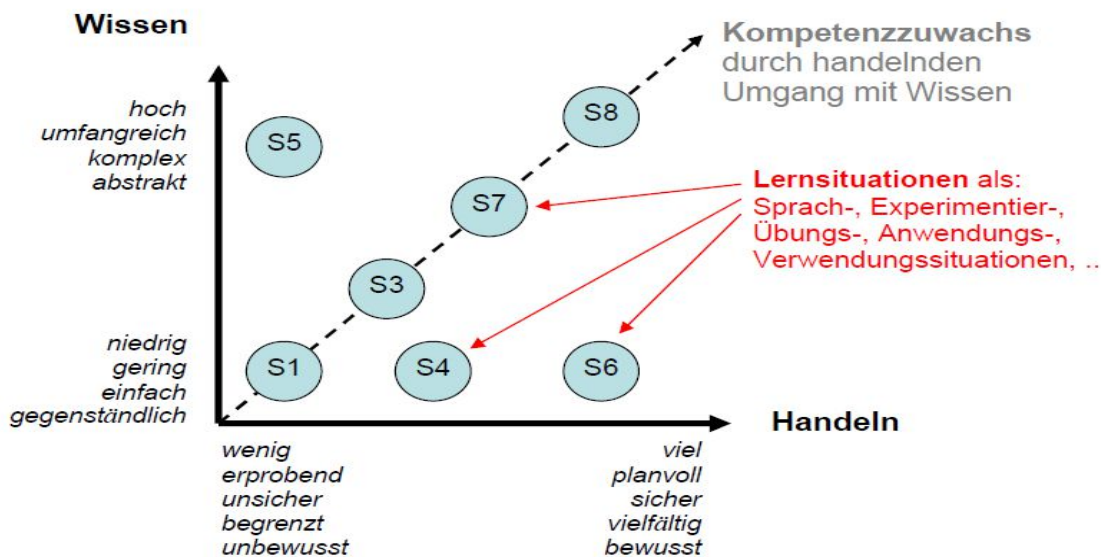 Wissen
hoch
umfangreich
komplex
abstrakt
niedrig
gering
einfach
gegenständlich
Kompetenzzuwachs
durch handelnden
Umgang mit Wissen
S5
S8
S7
S3
S1
S4
S6
Lernsituationen als:
Sprach-, Experimentier-,
Übungs-, Anwendungs-,
Verwendungssituationen, ..
Handeln
wenig
erprobend
unsicher
begrenzt
unbewusst
viel
planvoll
sicher
vielfältig
bewusst